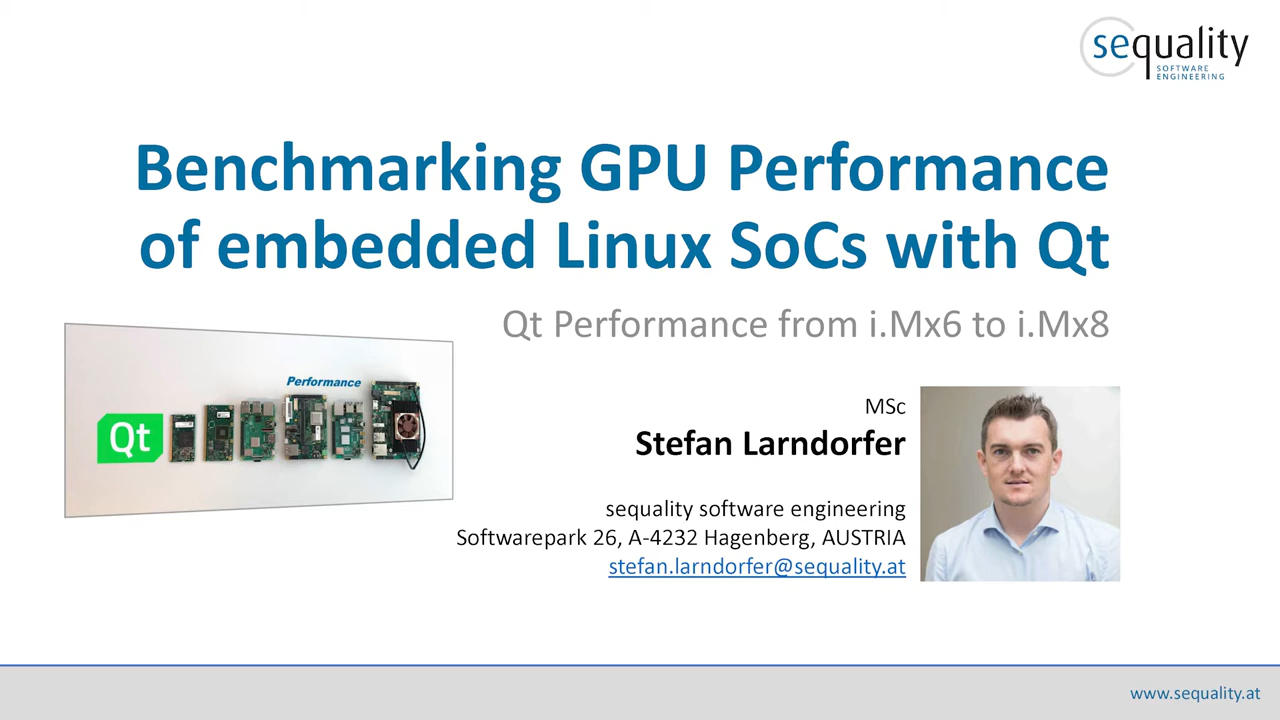 sequality
SOFTWARE
ENGINEERING
Benchmarking GPU Performance
of embedded Linux SoCs with Qt
Qt Performance from i.Mx6 to i.Mx8
Performance
Qt
MSc
Stefan Larndorfer
sequality software engineering
Softwarepark 26, A-4232 Hagenberg, AUSTRIA
stefan.larndorfer@sequality.at
www.sequality.at